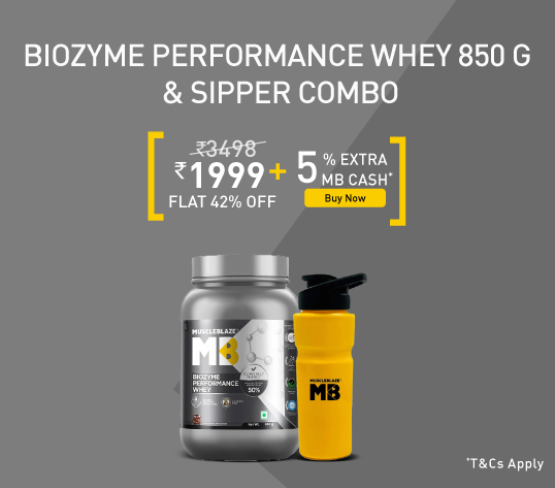 BIOZYME PERFORMANCE WHEY 850 G
& SIPPER COMBO
₹3498
₹1999 + 5 % EXTRA
MB CASH*
FLAT 42% OFF
Buy Now
MUSCLEBLAZE
MB
BIOZYME
PERFORMANCE
WHEY
50%
MUSCLEBLAZE
MB
*T&Cs Apply